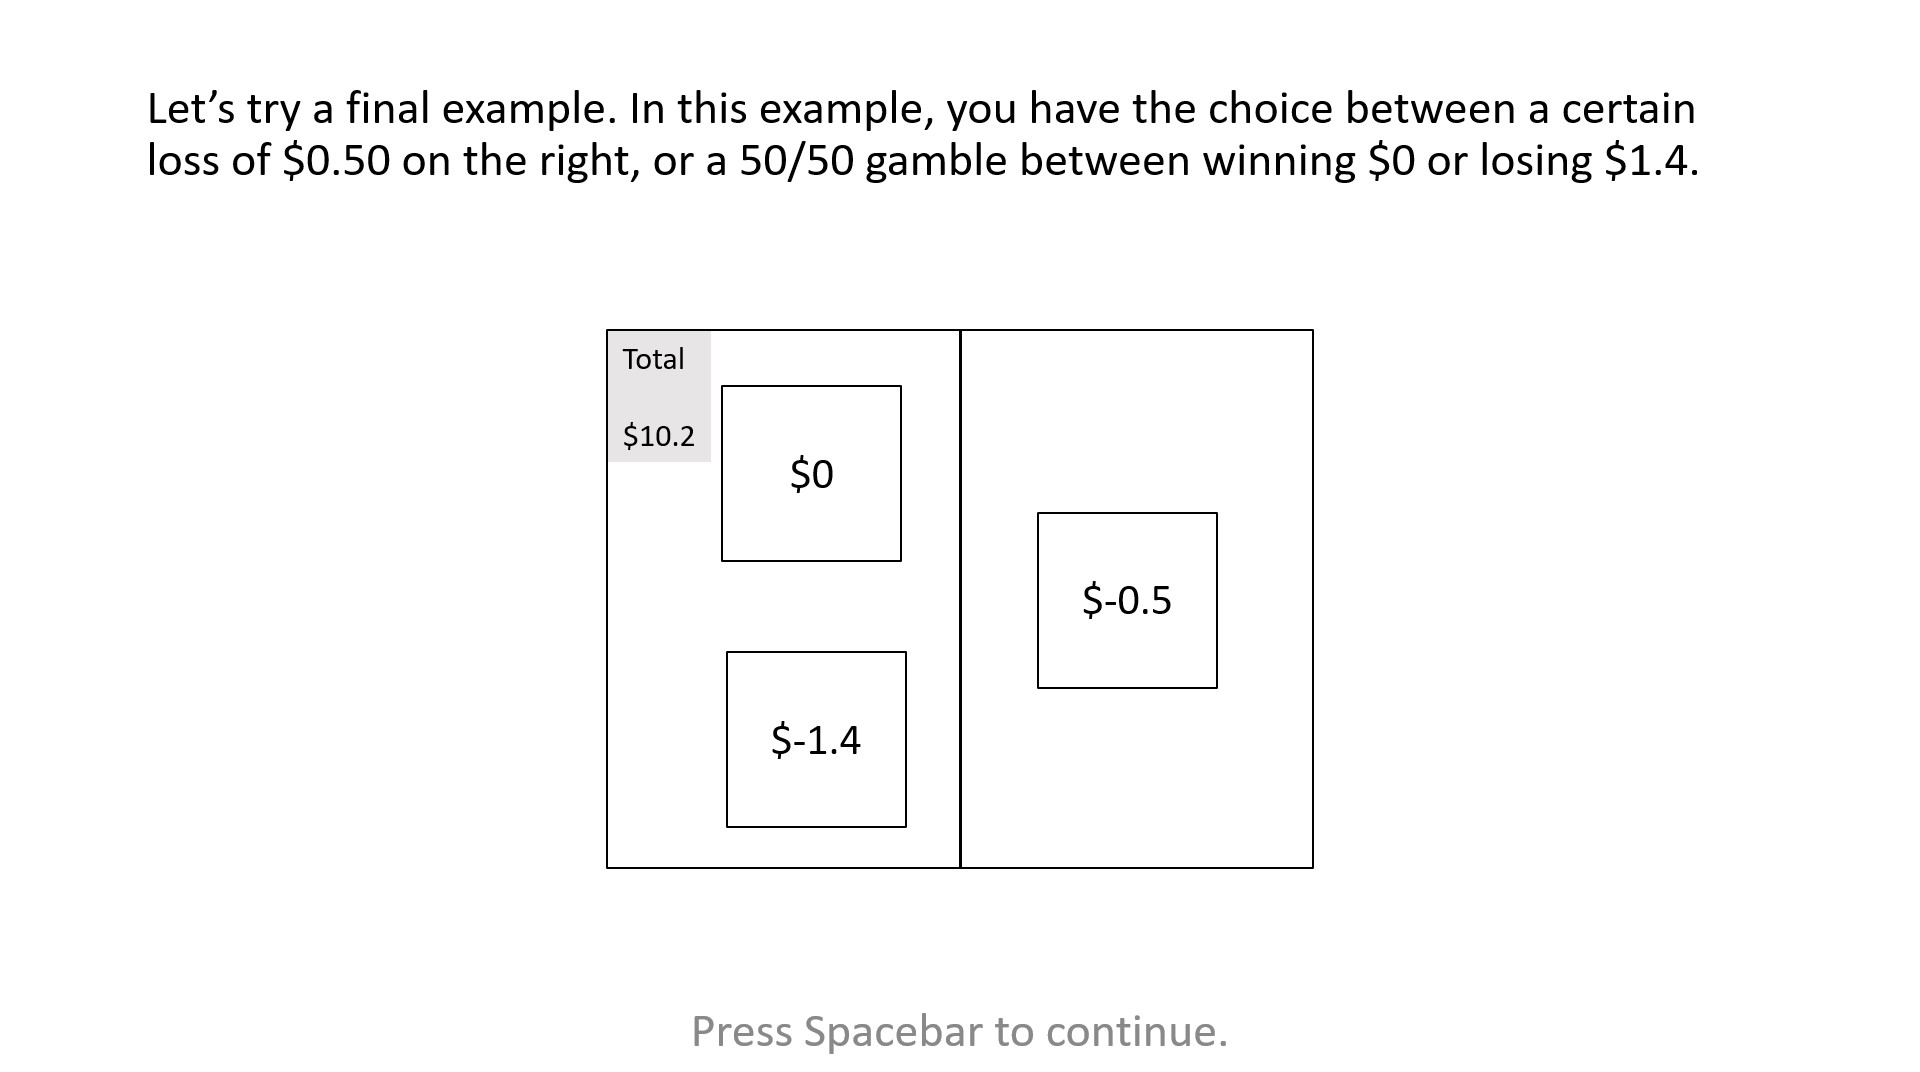 Let’s try a final example. In this example, you have the choice between a certain
loss of $0.50 on the right, or a 50/50 gamble between winning $0 or losing $1.4.
Total
$10.2
$0
$-0.5
$-1.4
Press Spacebar to continue.